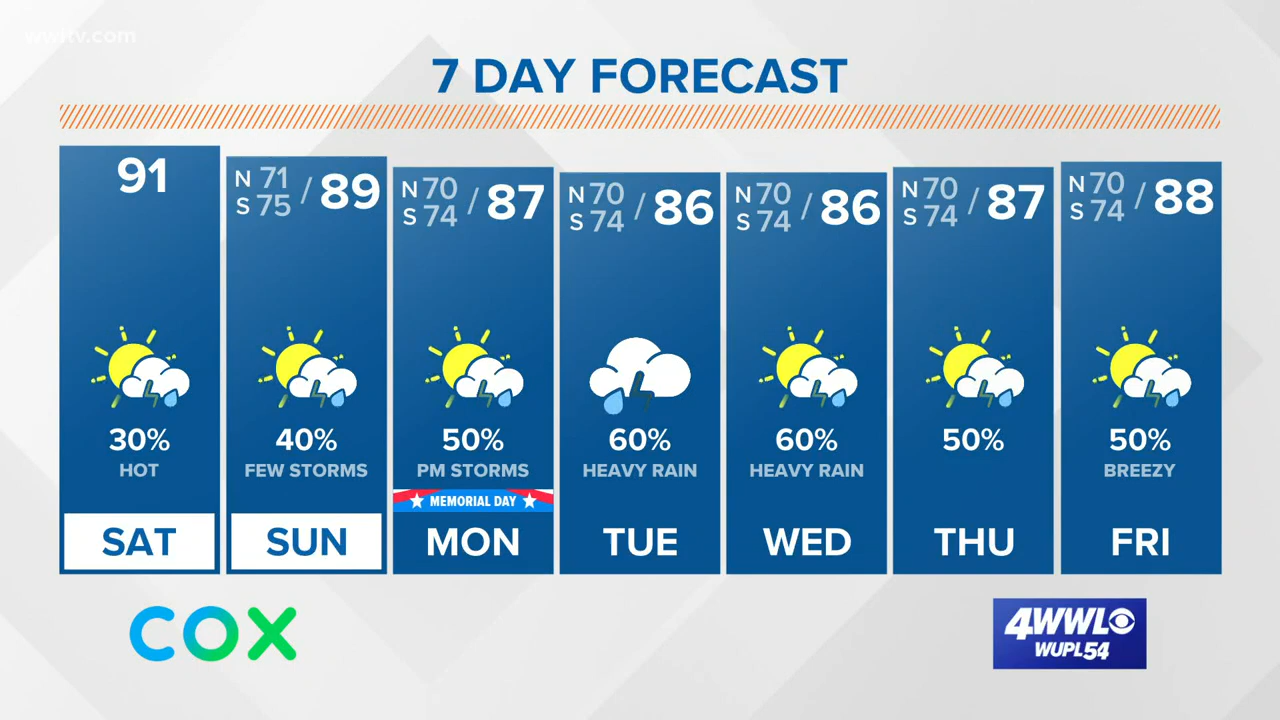 wwltv.com
7 DAY FORECAST
91
30%
HOT
SAT
N 71
S 75 / 89
40%
FEW STORMS
SUN
N 70
S 74 / 87
50%
PM STORMS
MEMORIAL DAY
MON
N 70
S 74 / 86
60%
HEAVY RAIN
TUE
N 70
S 74 / 86
60%
HEAVY RAIN
WED
N 70
S 74 / 87
50%
THU
N 70
S 74 / 88
50%
BREEZY
FRI
COX
4WWL
WUPL54